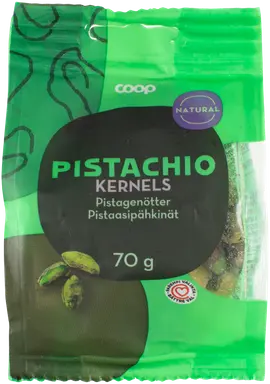 coop
NATURAL
PISTACHIO
KERNELS
Pistagenötter
Pistaasipähkinät
70 g